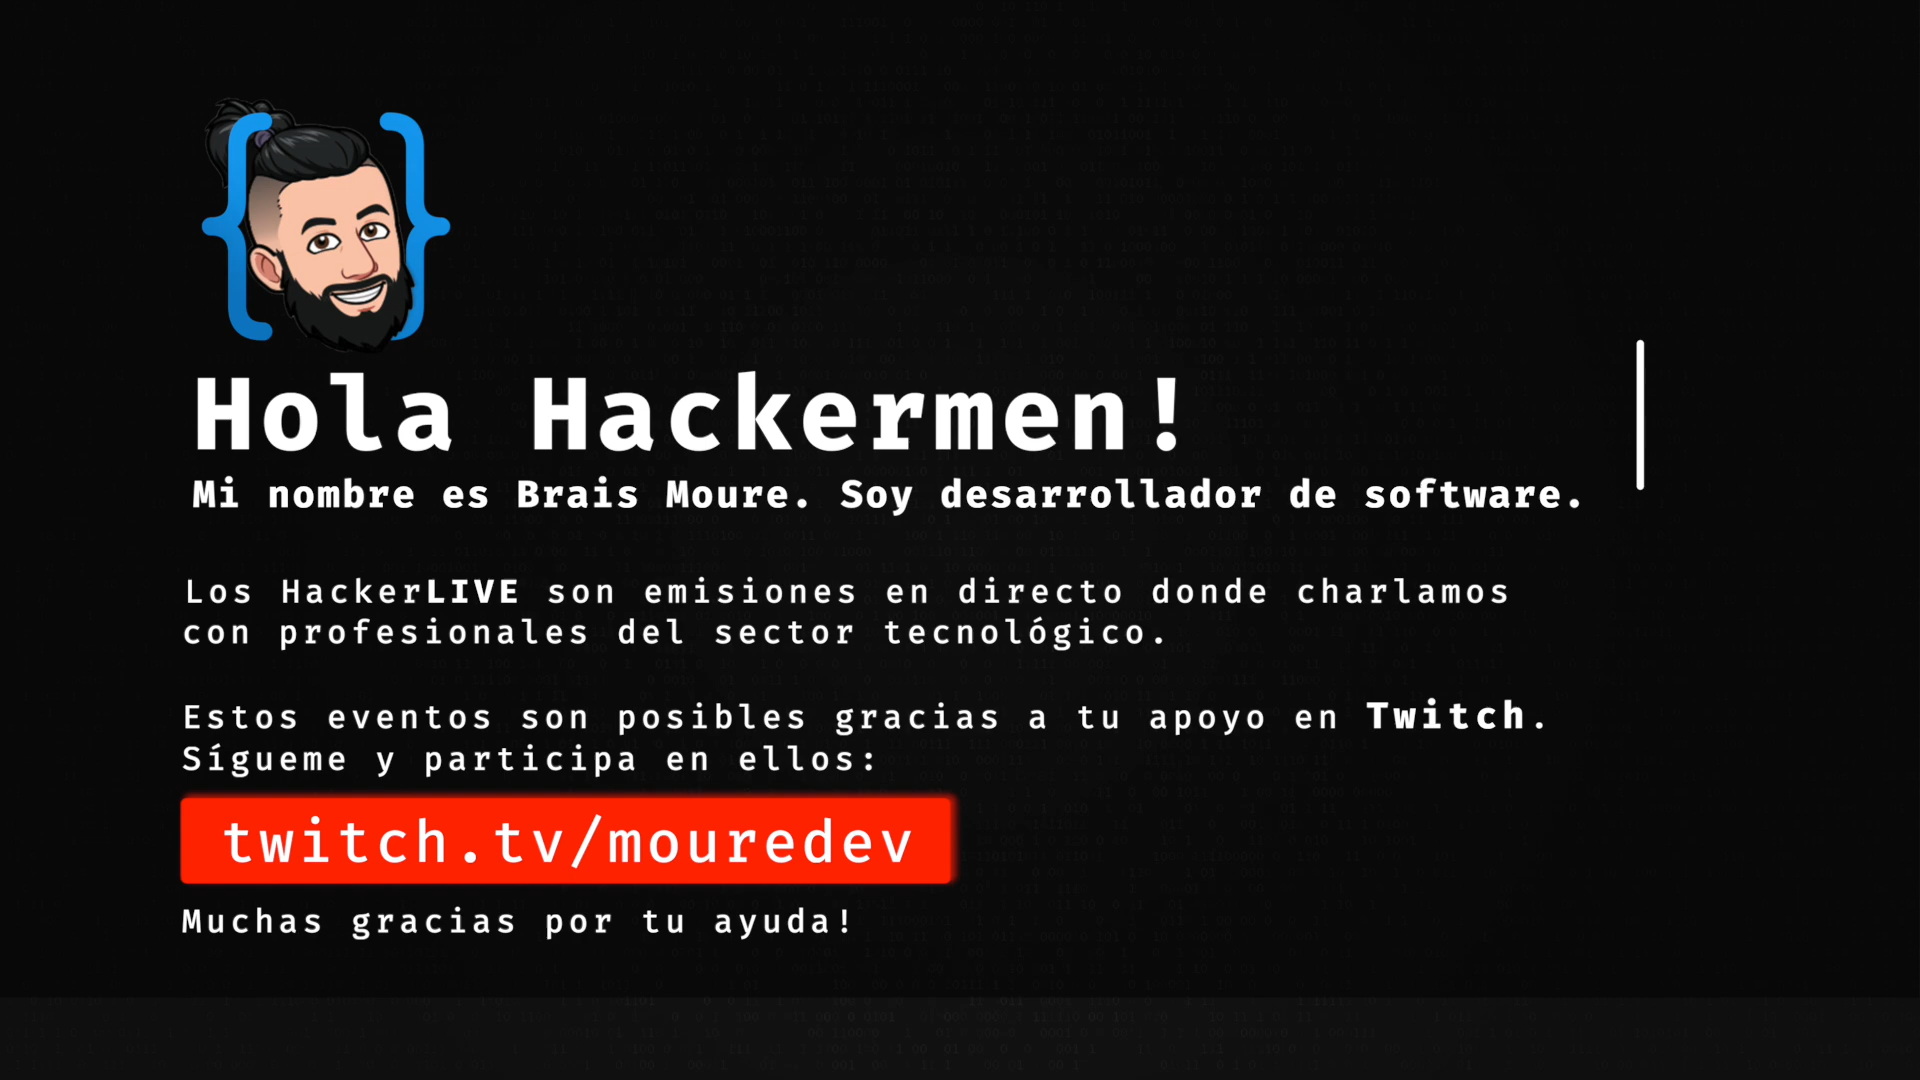 Hola Hackermen!
Mi nombre es Brais Moure. Soy desarrollador de software.
Los HackerLIVE son emisiones en directo donde charlamos
con profesionales del sector tecnológico.
Estos eventos son posibles gracias a tu apoyo en Twitch.
Sígueme y participa en ellos:
twitch.tv/mouredev
Muchas gracias por tu ayuda!